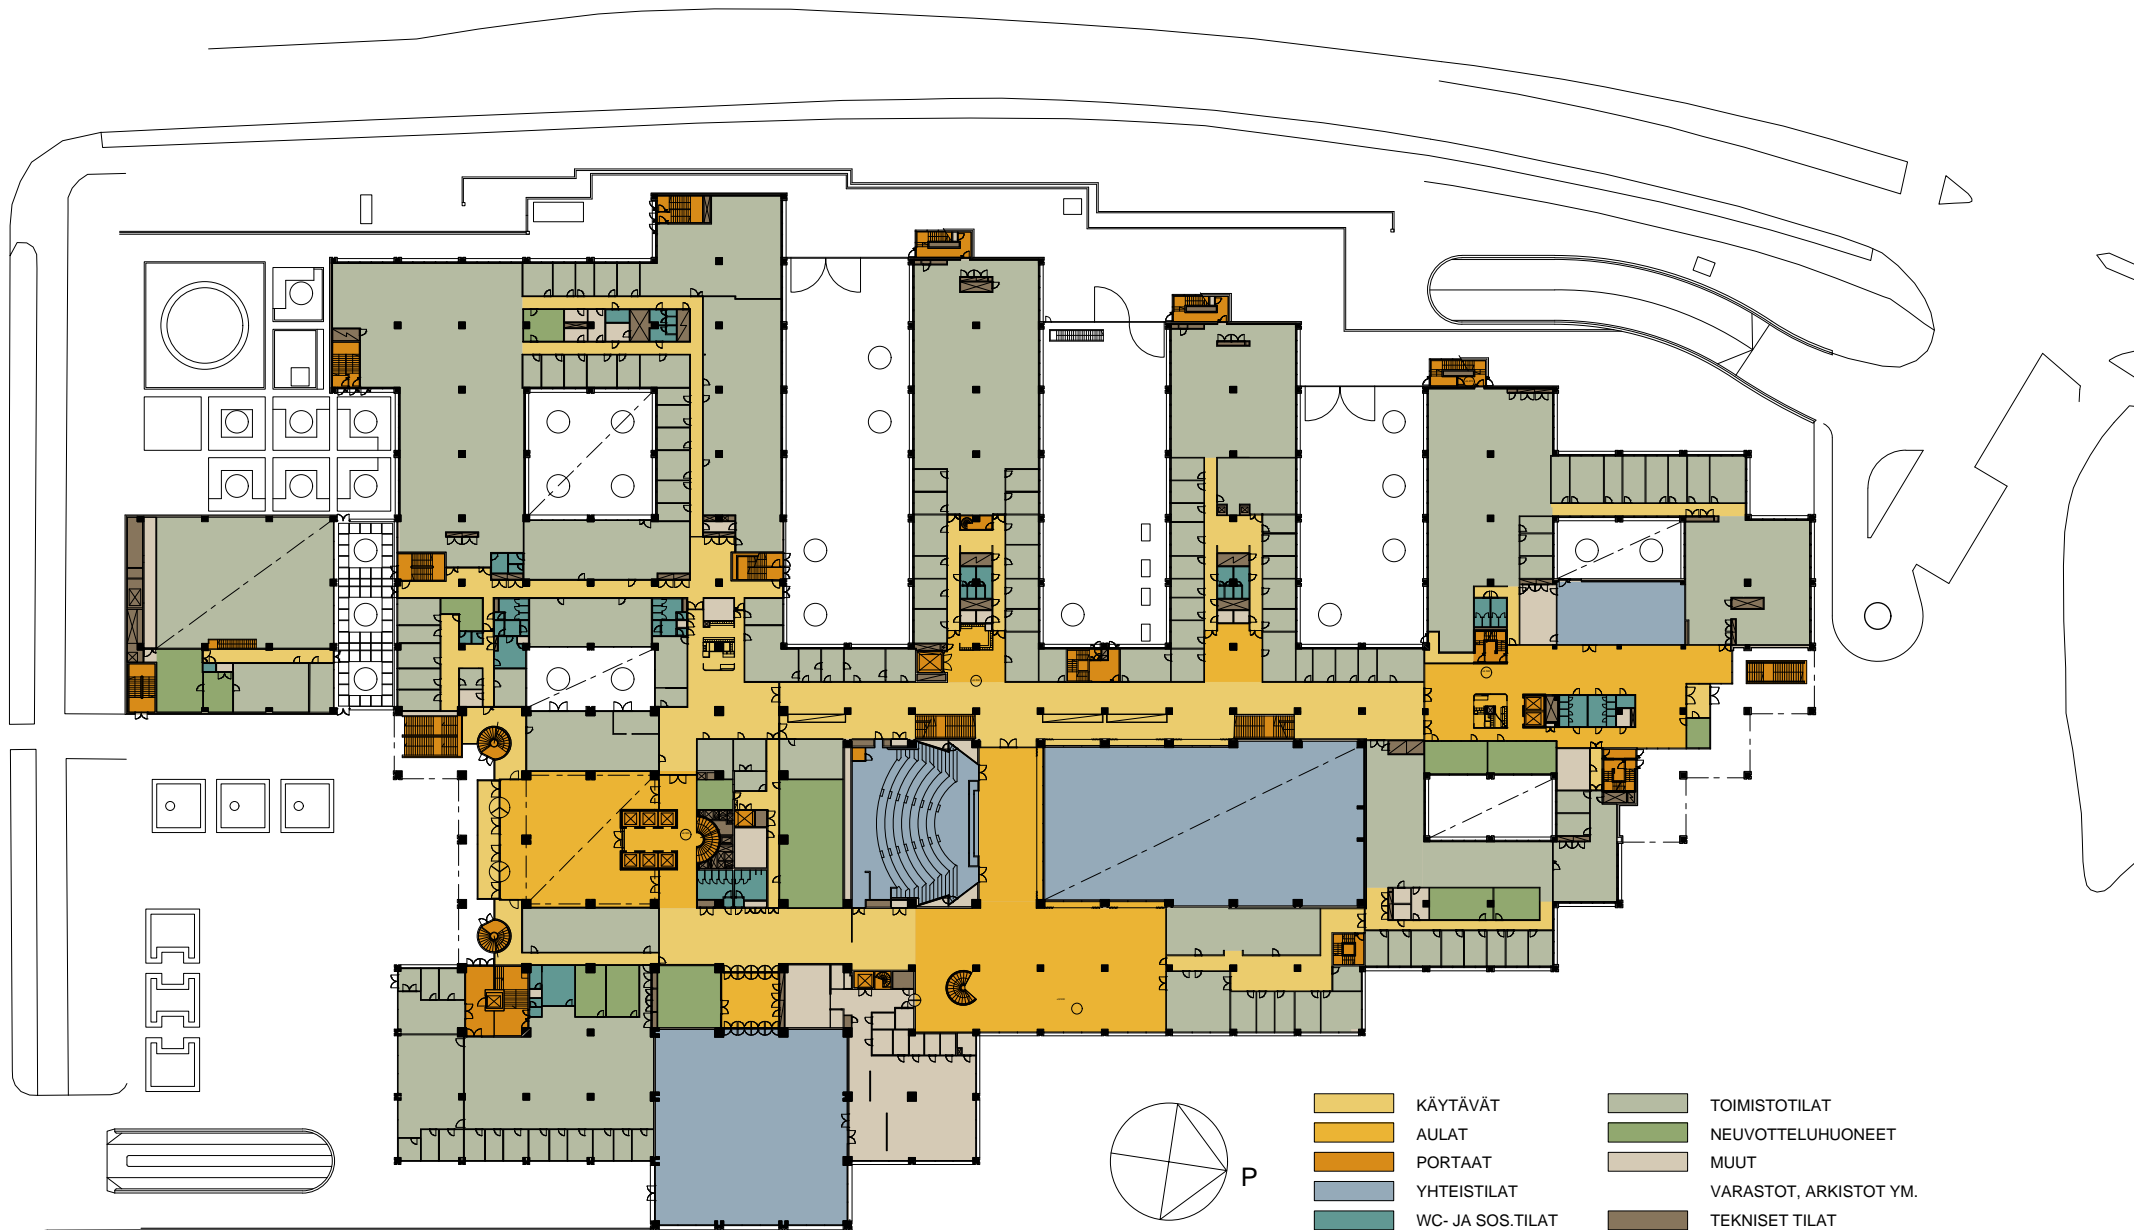 P
KÄYTÄVÄT
AULAT
PORTAAT
YHTEISTILAT
WC- JA SOS.TILAT
TOIMISTOTILAT
NEUVOTTELUHUONEET
MUUT
VARASTOT, ARKISTOT YM.
TEKNISET TILAT